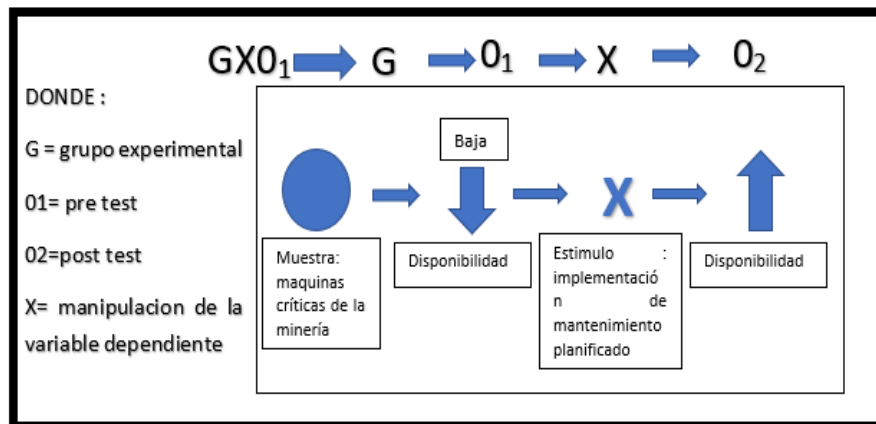 GX0₁ G 0₁ X 0₂
DONDE :
G = grupo experimental
01= pre test
02=post test
X= manipulacion de la
variable dependiente
Baja
X
Muestra:
maquinas
críticas de la
minería
Disponibilidad
Estimulo :
implementació
n de
mantenimiento
planificado
Disponibilidad